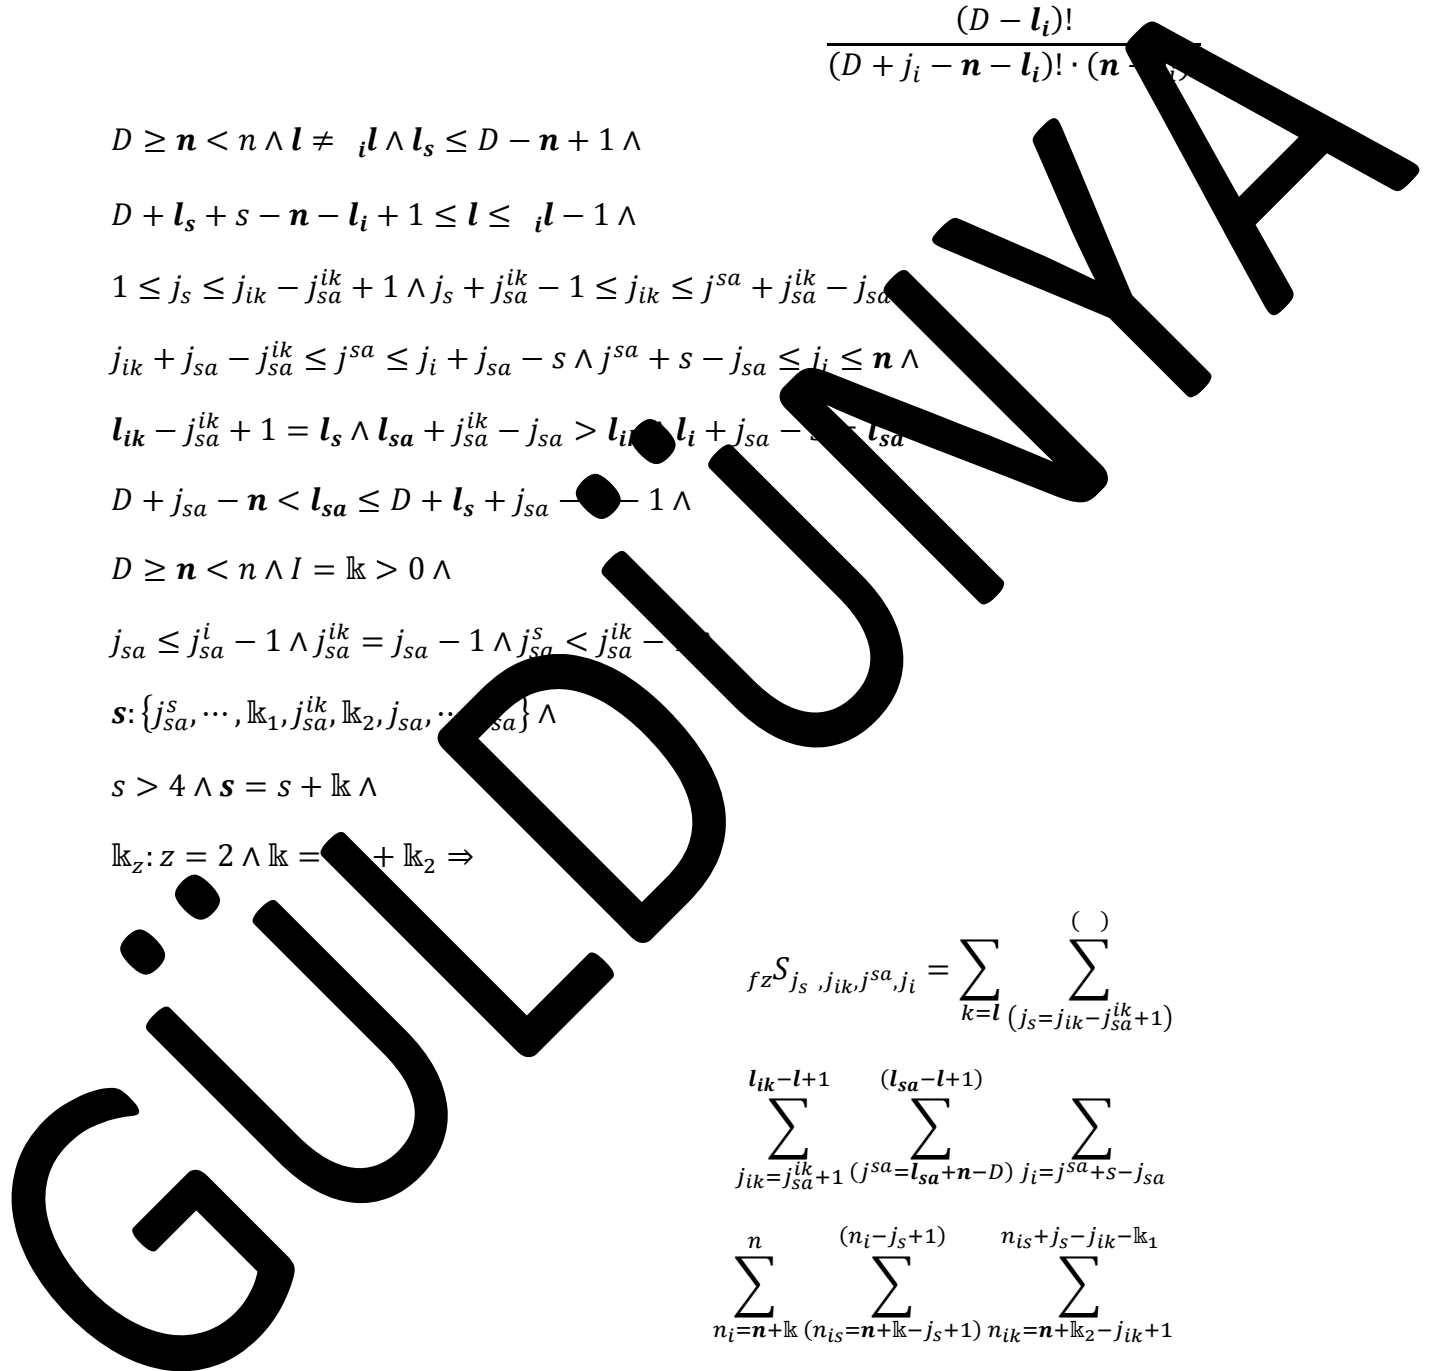 (D − l_i)!
(D + j_i − n − l_i)! · (n
D ≥ n < n ∧ l ≠ _il ∧ l_s ≤ D − n + 1 ∧
D + l_s + s − n − l_i + 1 ≤ l ≤ _il − 1 ∧
1 ≤ j_s ≤ j_ik − j_sa^ik + 1 ∧ j_s + j_sa^ik − 1 ≤ j_ik ≤ j^sa + j_sa^ik − j_sa
j_ik + j_sa − j_sa^ik ≤ j^sa ≤ j_i + j_sa − s ∧ j^sa + s − j_sa ≤ j_i ≤ n ∧
l_ik − j_sa^ik + 1 = l_s ∧ l_sa + j_sa^ik − j_sa > l_ik ∧ l_i + j_sa − l_sa
D + j_sa − n < l_sa ≤ D + l_s + j_sa − − 1 ∧
D ≥ n < n ∧ I = 𝕜 > 0 ∧
j_sa ≤ j_sa^i − 1 ∧ j_sa^ik = j_sa − 1 ∧ j_sa^s < j_sa^ik −
s: {j_sa^s, ⋯ , 𝕜_1, j_sa^ik, 𝕜_2, j_sa, ⋯ _sa} ∧
s > 4 ∧ s = s + 𝕜 ∧
𝕜_z: z = 2 ∧ 𝕜 = + 𝕜_2 ⇒
_fzS_{j_s ,j_ik,j^sa,j_i} = ∑_{k=l} ∑_{(j_s=j_ik−j_sa^ik+1)}^{( )}
∑_{j_ik=j_sa^ik+1}^{l_ik−l+1} ∑_{(j^sa=l_sa+n−D)}^{(l_sa−l+1)} ∑_{j_i=j^sa+s−j_sa}
∑_{n_i=n+𝕜}^{n} ∑_{(n_is=n+𝕜−j_s+1)}^{(n_i−j_s+1)} ∑_{n_ik=n+𝕜_2−j_ik+1}^{n_is+j_s−j_ik−𝕜_1}
GÜLDÜNYA